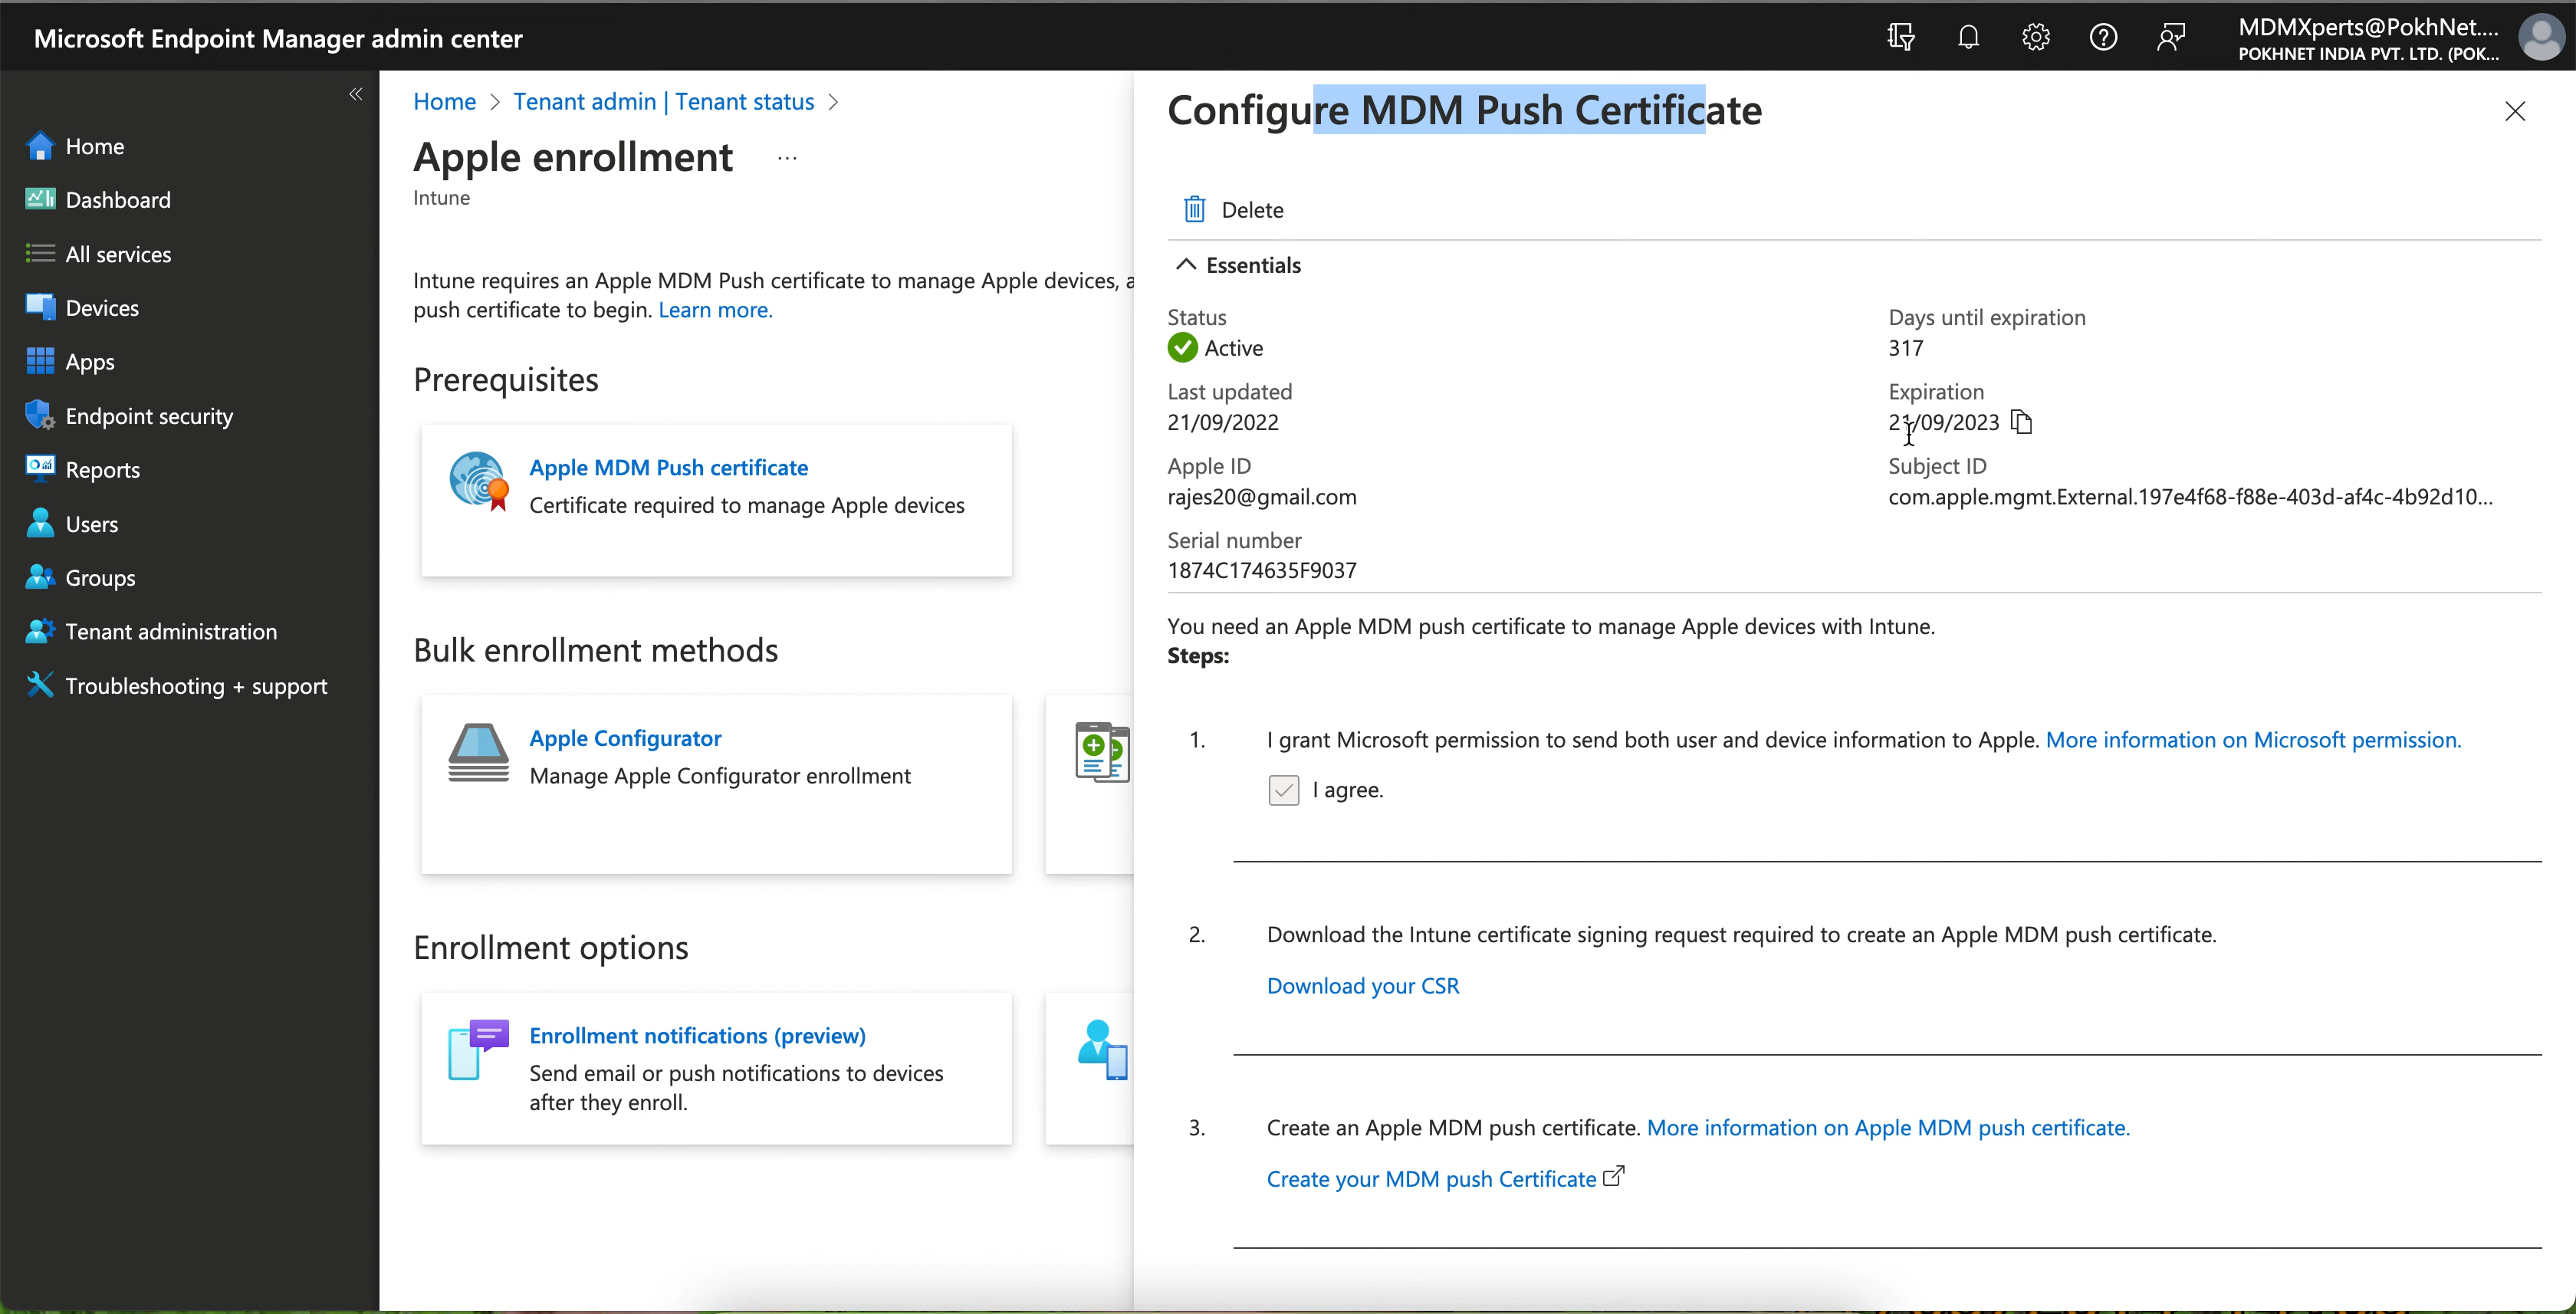 Microsoft Endpoint Manager admin center
MDMXperts@PokhNet....
POKHNET INDIA PVT. LTD. (POK...
Home
Dashboard
All services
Devices
Apps
Endpoint security
Reports
Users
Groups
Tenant administration
Troubleshooting + support
Home > Tenant admin | Tenant status >
Apple enrollment ...
Intune
Intune requires an Apple MDM Push certificate to manage Apple devices, a
push certificate to begin. Learn more.
Prerequisites
Apple MDM Push certificate
Certificate required to manage Apple devices
Bulk enrollment methods
Apple Configurator
Manage Apple Configurator enrollment
Enrollment options
Enrollment notifications (preview)
Send email or push notifications to devices
after they enroll.
Configure MDM Push Certificate
Delete
Essentials
Status
Active
Last updated
21/09/2022
Apple ID
rajes20@gmail.com
Serial number
1874C174635F9037
Days until expiration
317
Expiration
21/09/2023
Subject ID
com.apple.mgmt.External.197e4f68-f88e-403d-af4c-4b92d10...
You need an Apple MDM push certificate to manage Apple devices with Intune.
Steps:
1. I grant Microsoft permission to send both user and device information to Apple. More information on Microsoft permission.
I agree.
2. Download the Intune certificate signing request required to create an Apple MDM push certificate.
Download your CSR
3. Create an Apple MDM push certificate. More information on Apple MDM push certificate.
Create your MDM push Certificate